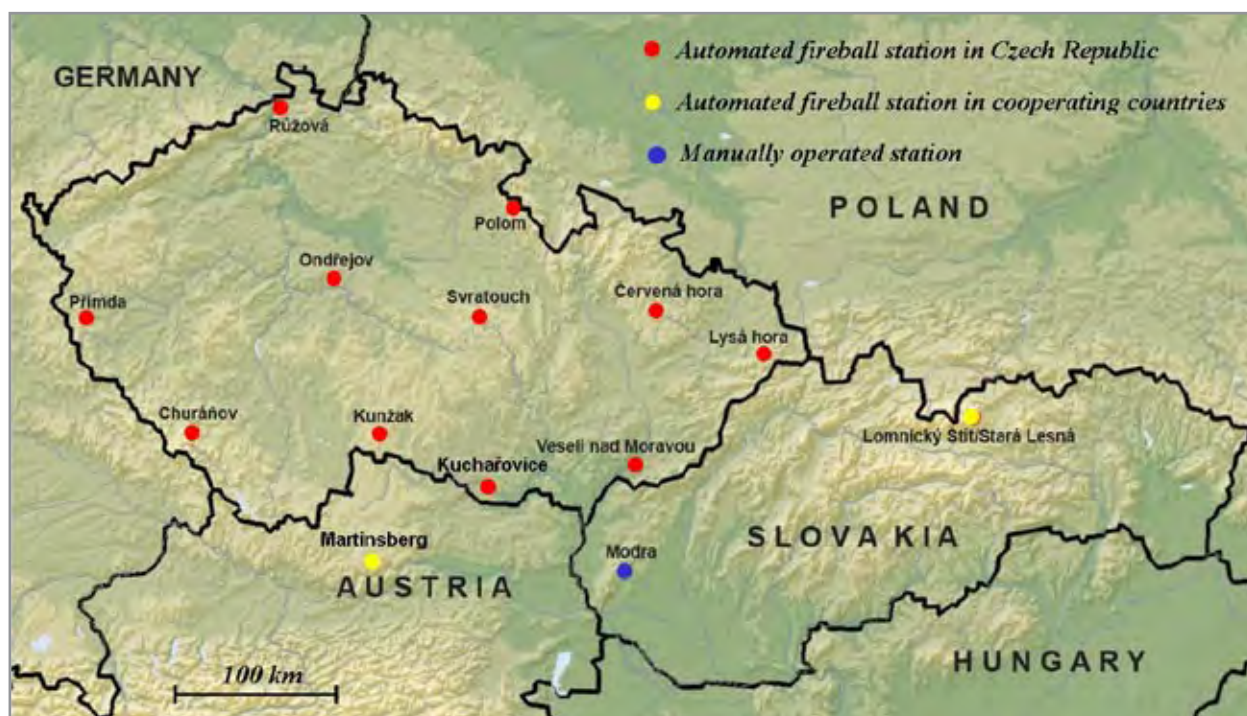 Automated fireball station in Czech Republic
GERMANY
Automated fireball station in cooperating countries
Růžová
Manually operated station
POLAND
Polom
Ondřejov
Svratouch
Červená hora
Přimda
Lysá hora
Churáňov
Kunžak
Lomnický Štít/Stará Lesná
Veselí nad Moravou
Kuchařovice
SLOVAKIA
Martinsberg
Modra
AUSTRIA
100 km
HUNGARY